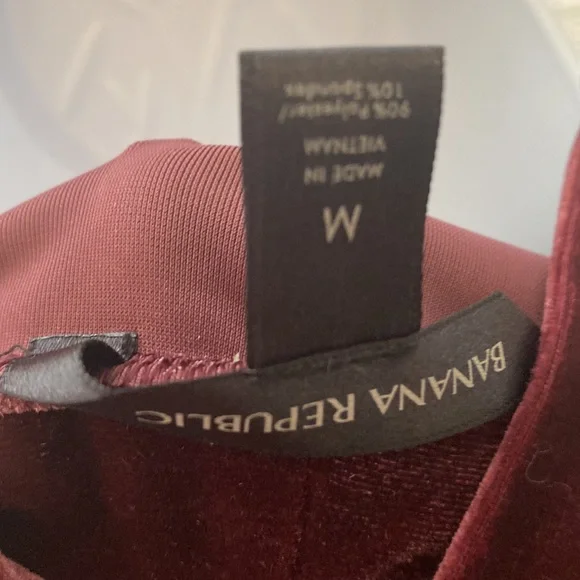 BANANA REPUBLIC
M
MADE IN
VIETNAM
90% Polyester/
10% Spandex